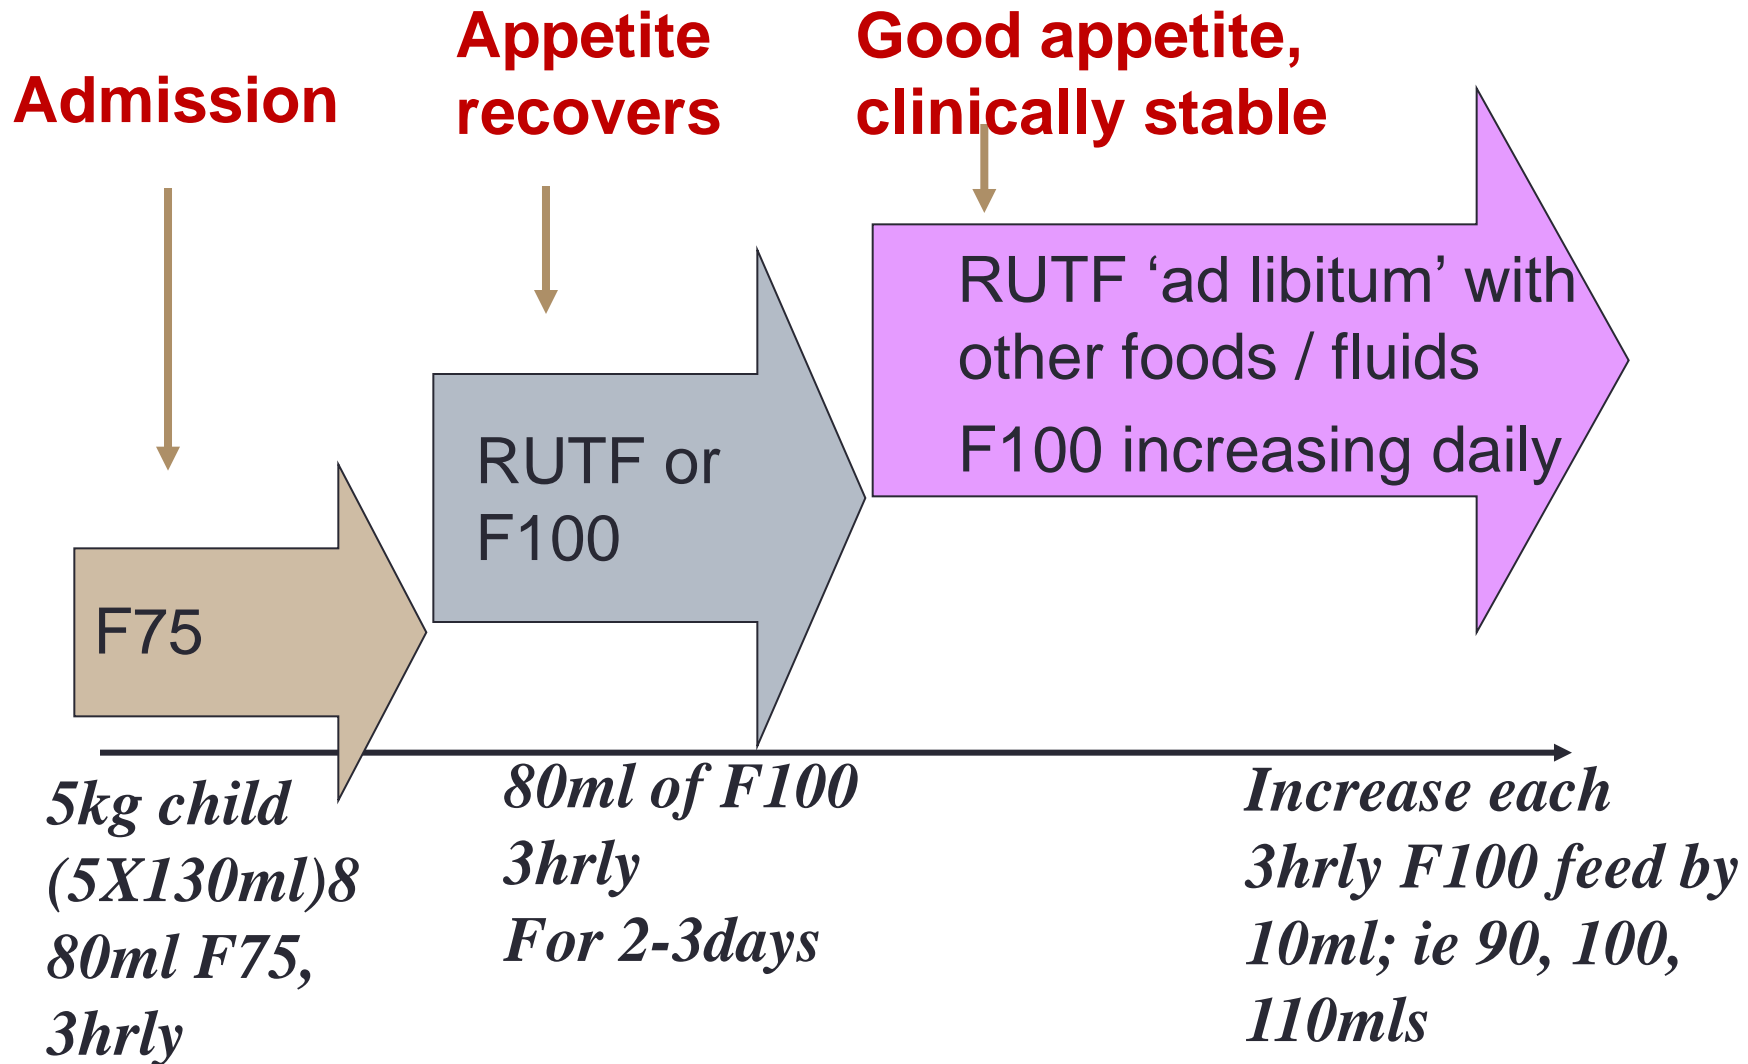 Admission
Appetite
recovers
Good appetite,
clinically stable
F75
RUTF or
F100
RUTF ‘ad libitum’ with
other foods / fluids
F100 increasing daily
5kg child
(5X130ml)8
80ml F75,
3hrly
80ml of F100
3hrly
For 2-3days
Increase each
3hrly F100 feed by
10ml; ie 90, 100,
110mls